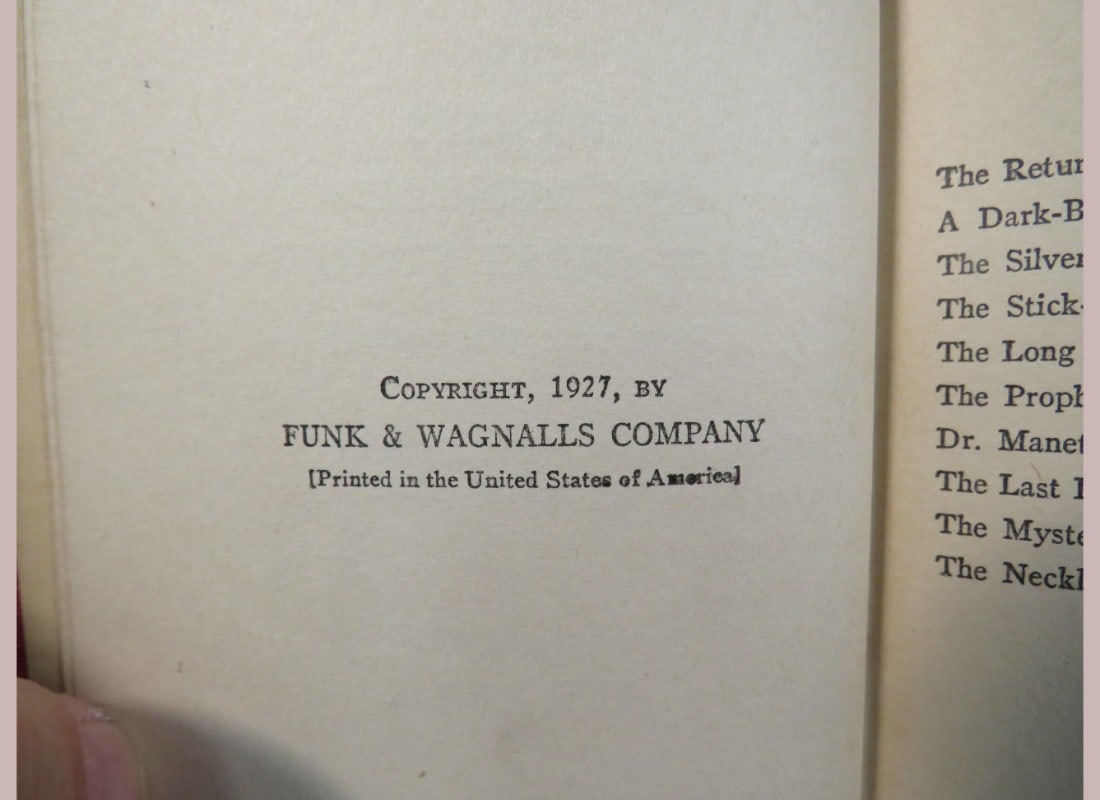 Copyright, 1927, by
FUNK & WAGNALLS COMPANY
[Printed in the United States of America]
The Retur
A Dark-B
The Silver
The Stick-
The Long
The Proph
Dr. Manet
The Last
The Myste
The Neckl